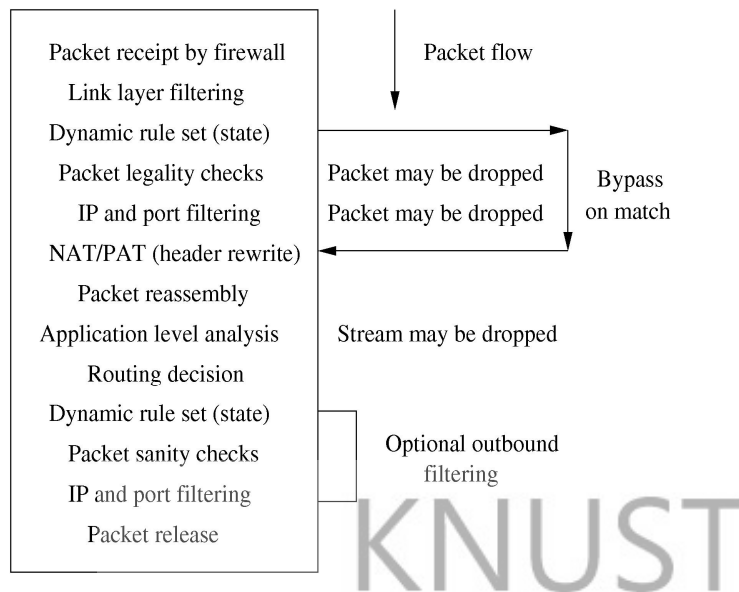 Packet receipt by firewall
Packet flow
Link layer filtering
Dynamic rule set (state)
Packet legality checks
Packet may be dropped
Bypass
on match
IP and port filtering
Packet may be dropped
NAT/PAT (header rewrite)
Packet reassembly
Application level analysis
Stream may be dropped
Routing decision
Dynamic rule set (state)
Optional outbound
filtering
Packet sanity checks
IP and port filtering
Packet release
KNUST